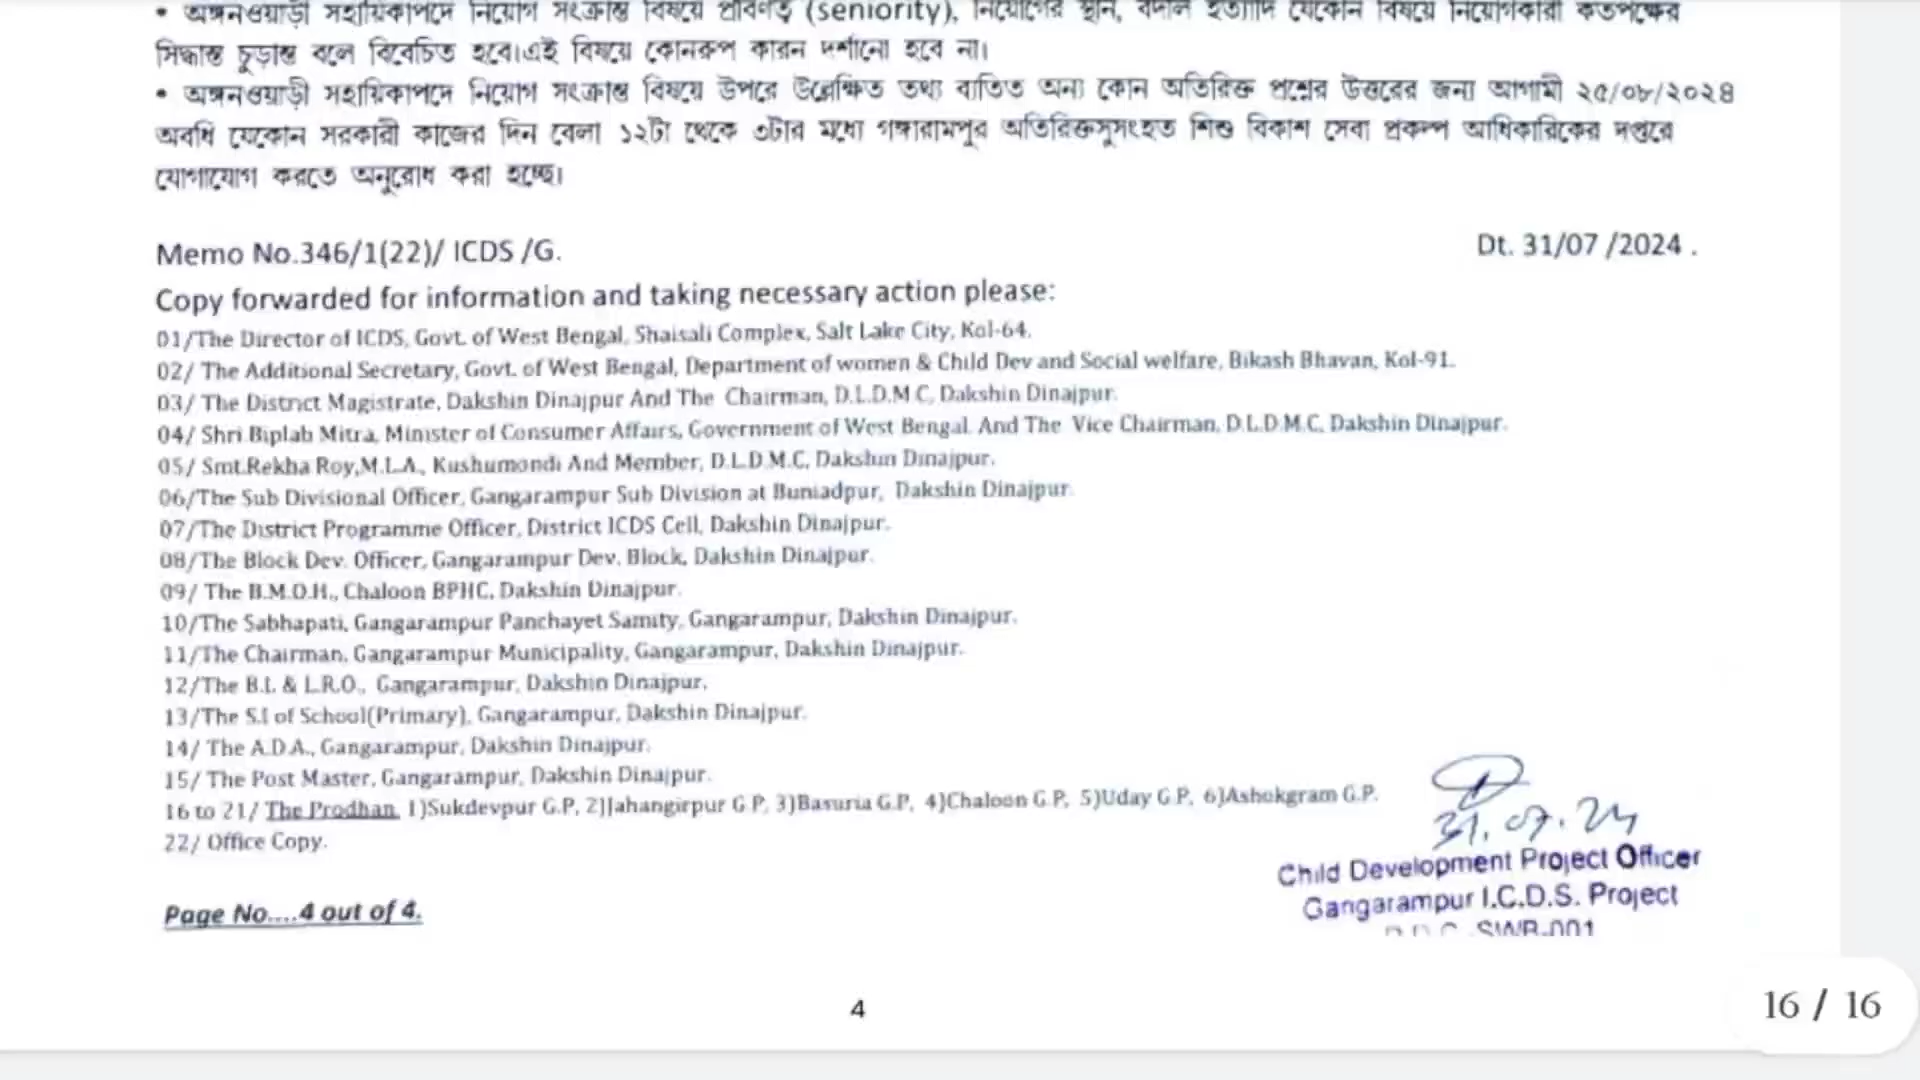 • অঙ্গনওয়াড়ী সহায়িকাপদে নিয়োগ সংক্রান্ত বিষয়ে (seniority), নিয়োগের স্থান, বদলি ইত্যাদি যেকোন বিষয়ে নিয়োগকারী কতৃপক্ষের
সিদ্ধান্ত চুড়ান্ত বলে বিবেচিত হবে।এই বিষয়ে কোনরুপ কারন দর্শানো হবে না।
• অঙ্গনওয়াড়ী সহায়িকাপদে নিয়োগ সংক্রান্ত বিষয়ে উপরে উল্লেক্ষিত তথ্য ব্যতিত অন্য কোন অতিরিক্ত প্রশ্নের উত্তরের জন্য আগামী ২৫/০৮/২০২৪
অবধি যেকোন সরকারী কাজের দিন বেলা ১২টা থেকে ৩টার মধ্যে গঙ্গারামপুর অতিরিক্তসুসংহত শিশু বিকাশ সেবা প্রকল্প আধিকারিকের দপ্তরে
যোগাযোগ করতে অনুরোধ করা হচ্ছে।
Memo No.346/1(22)/ ICDS /G.
Dt. 31/07 /2024 .
Copy forwarded for information and taking necessary action please:
01/The Director of ICDS, Govt. of West Bengal, Shaisali Complex, Salt Lake City, Kol-64.
02/ The Additional Secretary, Govt. of West Bengal, Department of women & Child Dev and Social welfare, Bikash Bhavan, Kol-91.
03/ The District Magistrate, Dakshin Dinajpur And The Chairman, D.L.D.M C, Dakshin Dinajpur.
04/ Shri Biplab Mitra, Minister of Consumer Affairs, Government of West Bengal. And The Vice Chairman, D.L.D.M.C, Dakshin Dinajpur.
05/ Smt.Rekha Roy,M.L.A., Kushumondi And Member, D.L.D.M.C, Dakshin Dinajpur.
06/The Sub Divisional Officer, Gangarampur Sub Division at Buniadpur, Dakshin Dinajpur.
07/The District Programme Officer, District ICDS Cell, Dakshin Dinajpur.
08/The Block Dev. Officer, Gangarampur Dev. Block, Dakshin Dinajpur.
09/ The B.M.O.H., Chaloon BPHC, Dakshin Dinajpur.
10/The Sabhapati, Gangarampur Panchayet Samity, Gangarampur, Dakshin Dinajpur.
11/The Chairman, Gangarampur Municipality, Gangarampur, Dakshin Dinajpur.
12/The B.L & L.R.O., Gangarampur, Dakshin Dinajpur.
13/The S.I of School(Primary), Gangarampur, Dakshin Dinajpur.
14/ The A.D.A., Gangarampur, Dakshin Dinajpur.
15/ The Post Master, Gangarampur, Dakshin Dinajpur.
16 to 21/ The Prodhan, 1)Sukdevpur G.P, 2)Jahangirpur G P, 3)Basuria G.P, 4)Chaloon G.P, 5)Uday G.P, 6)Ashokgram G.P.
22/ Office Copy.
31.07.24
Child Development Project Officer
Gangarampur I.C.D.S. Project
SWB-001
Page No....4 out of 4.
4
16 / 16